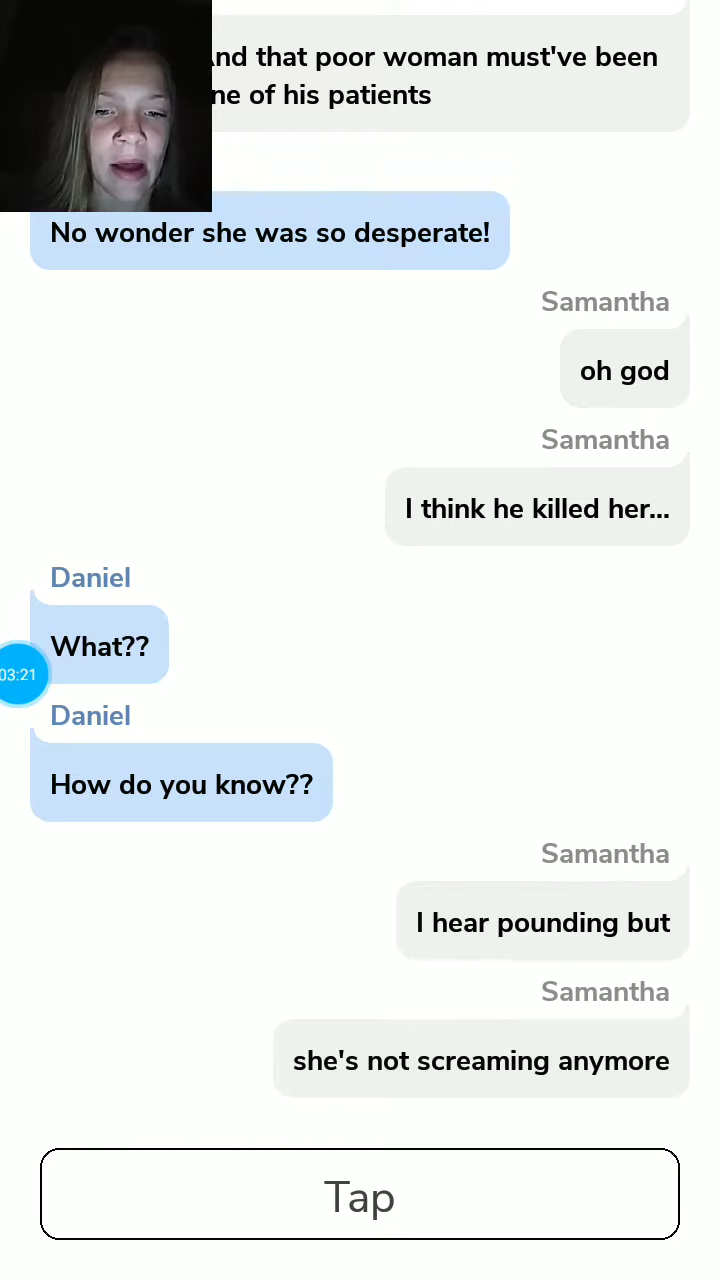 nd that poor woman must've been
ne of his patients
No wonder she was so desperate!
Samantha
oh god
Samantha
I think he killed her...
Daniel
What??
03:21
Daniel
How do you know??
Samantha
I hear pounding but
Samantha
she's not screaming anymore
Tap